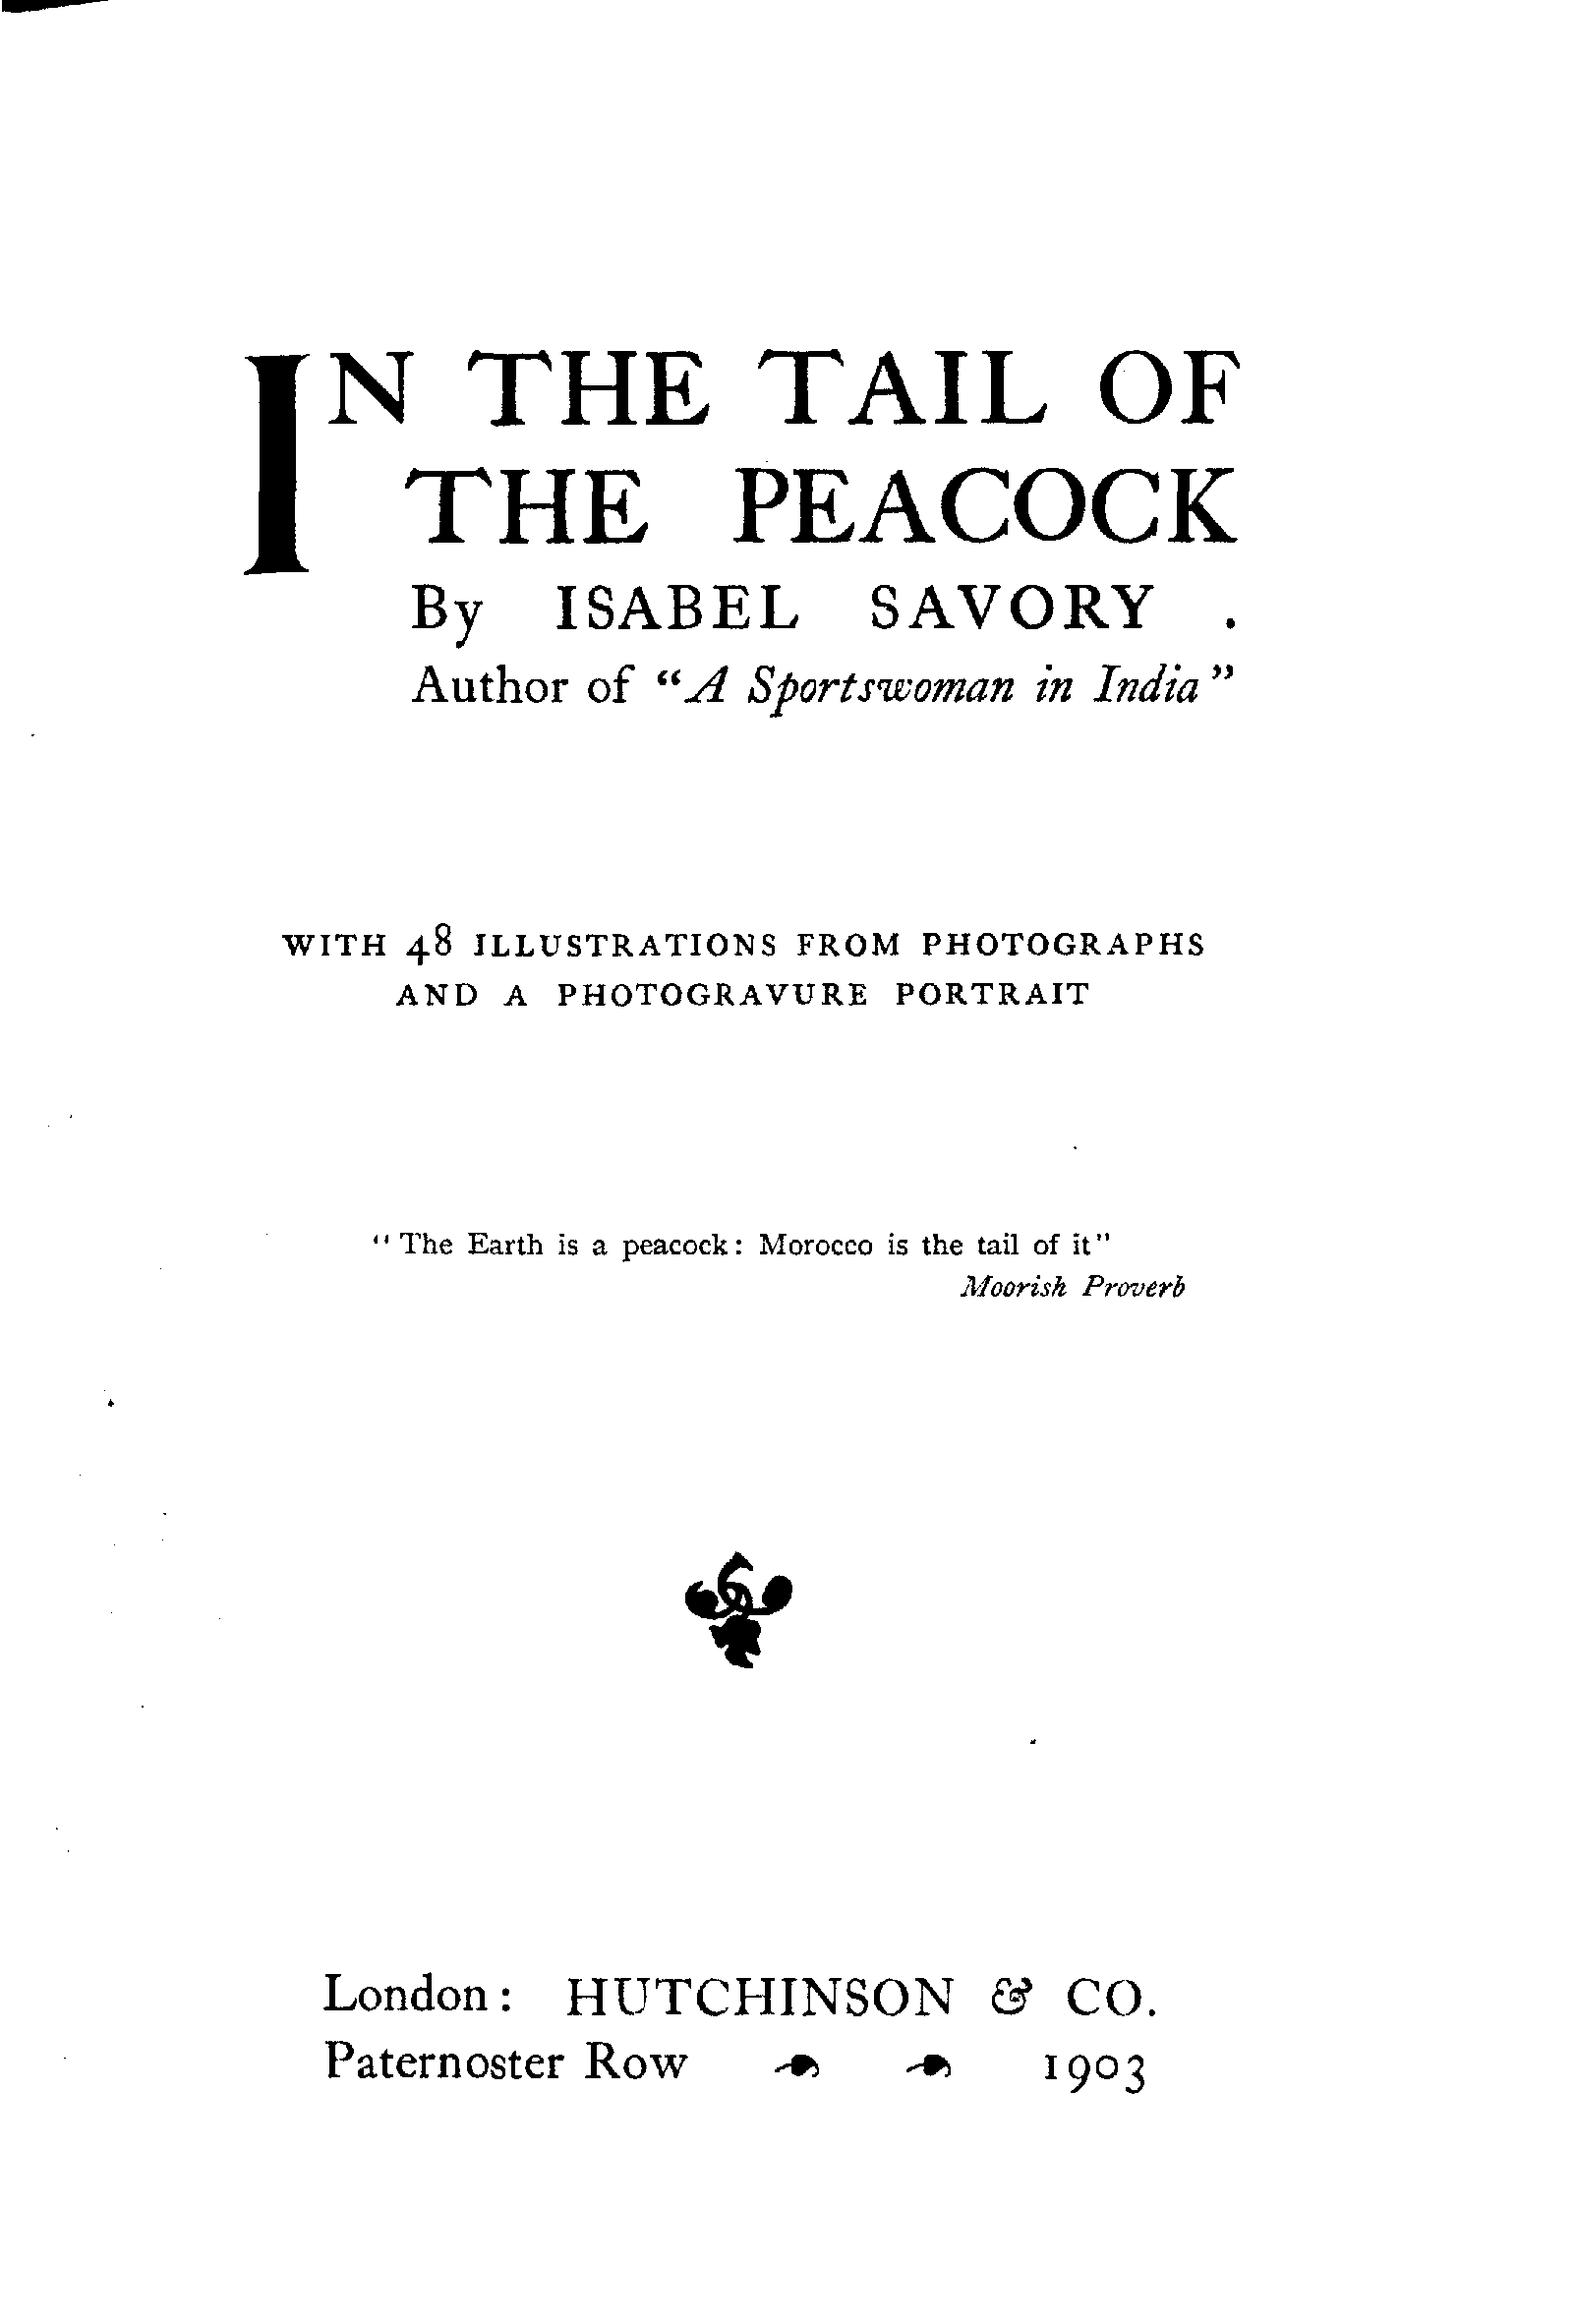 IN THE TAIL OF
THE PEACOCK
By ISABEL SAVORY .
Author of "A Sportswoman in India"
WITH 48 ILLUSTRATIONS FROM PHOTOGRAPHS
AND A PHOTOGRAVURE PORTRAIT
"The Earth is a peacock: Morocco is the tail of it"
Moorish Proverb
London: HUTCHINSON & CO.
Paternoster Row 1903